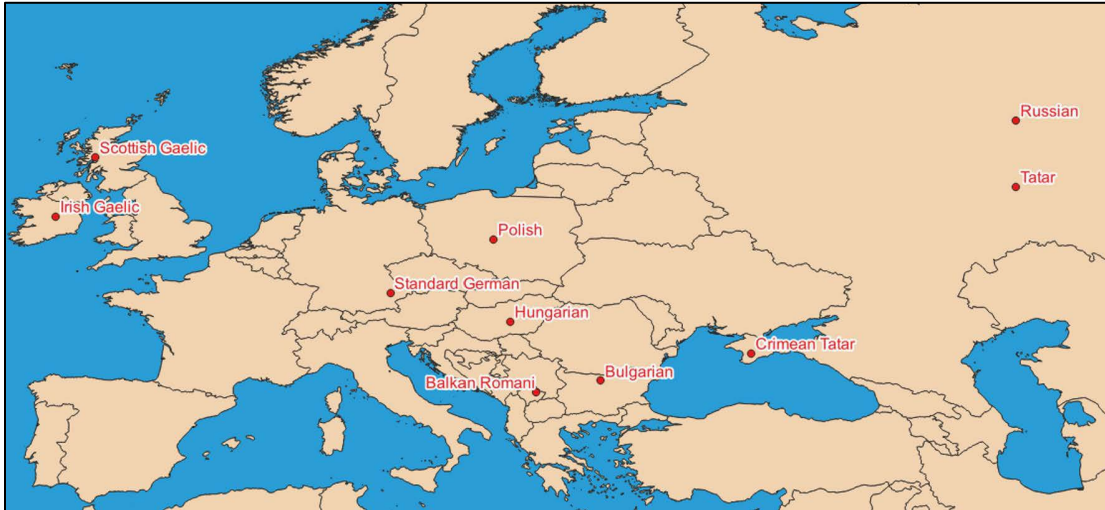 Russian
Scottish Gaelic
Tatar
Irish Gaelic
Polish
Standard German
Hungarian
Crimean Tatar
Bulgarian
Balkan Romani